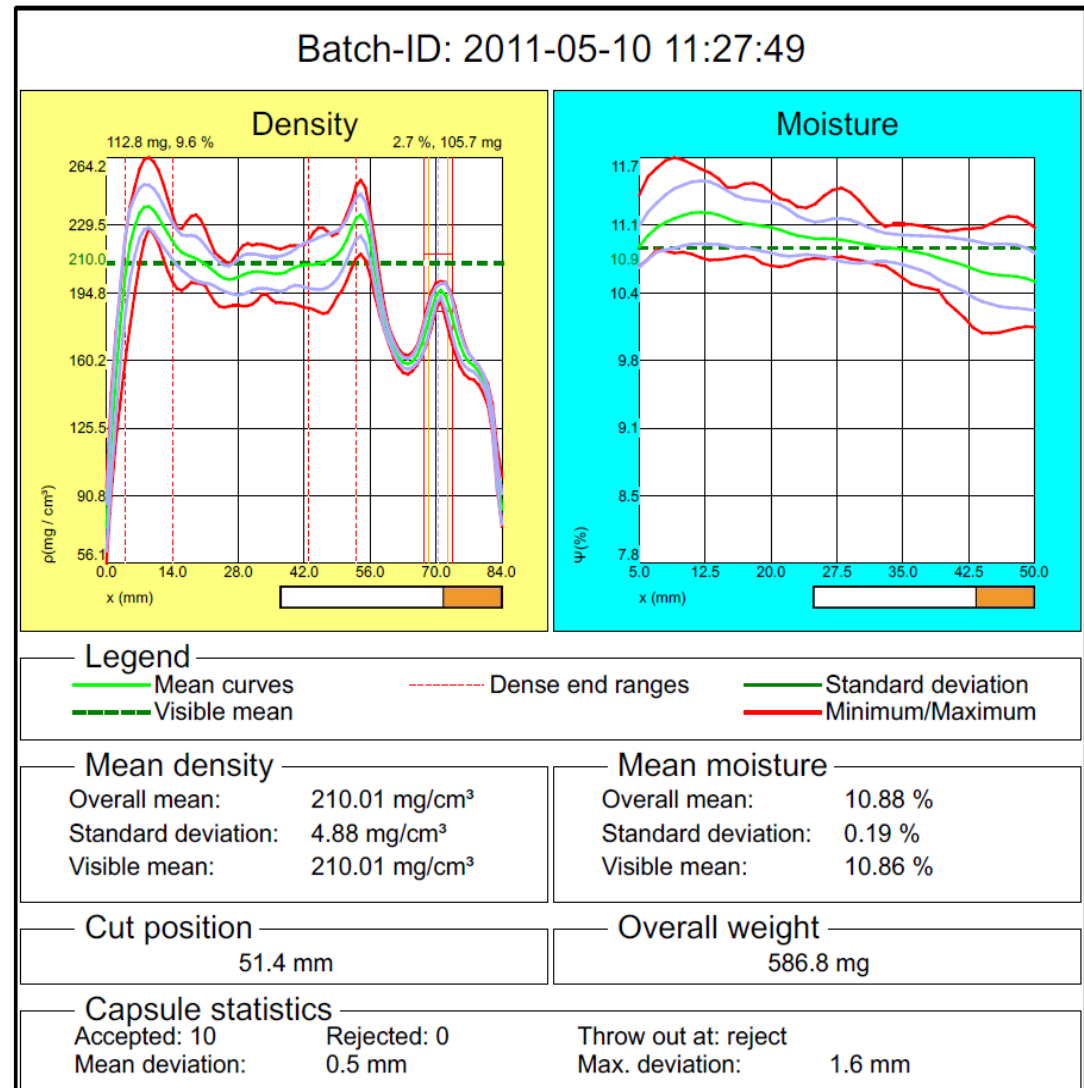 Batch-ID: 2011-05-10 11:27:49
Density
112.8 mg, 9.6 %
2.7 %, 105.7 mg
264.2
229.5
210.0
194.8
160.2
125.5
90.8
56.1
ρ(mg / cm³)
0.0 14.0 28.0 42.0 56.0 70.0 84.0
x (mm)
Moisture
11.7
11.1
10.9
10.4
9.8
9.1
8.5
7.8
Ψ(%)
5.0 12.5 20.0 27.5 35.0 42.5 50.0
x (mm)
Legend
Mean curves Dense end ranges Standard deviation
Visible mean Minimum/Maximum
Mean density
Overall mean: 210.01 mg/cm³
Standard deviation: 4.88 mg/cm³
Visible mean: 210.01 mg/cm³
Mean moisture
Overall mean: 10.88 %
Standard deviation: 0.19 %
Visible mean: 10.86 %
Cut position
51.4 mm
Overall weight
586.8 mg
Capsule statistics
Accepted: 10 Rejected: 0 Throw out at: reject
Mean deviation: 0.5 mm Max. deviation: 1.6 mm